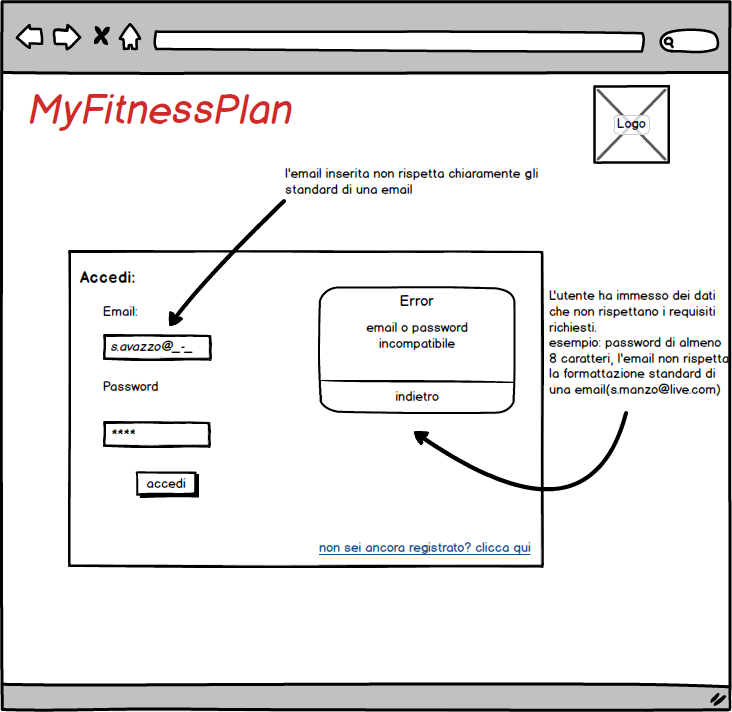 MyFitnessPlan
Logo
l'email inserita non rispetta chiaramente gli
standard di una email
Accedi:
Email:
s.avazzo@_-_
Password
****
accedi
Error
email o password
incompatibile
indietro
non sei ancora registrato? clicca qui
L'utente ha immesso dei dati
che non rispettano i requisiti
richiesti.
esempio: password di almeno
8 caratteri, l'email non rispetta
la formattazione standard di
una email(s.manzo@live.com)